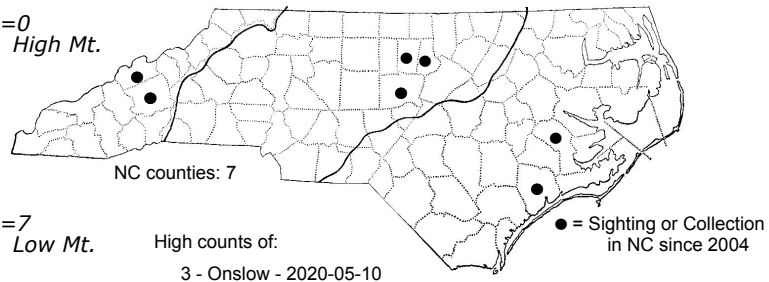 =0
High Mt.
NC counties: 7
=7
Low Mt.
High counts of:
3 - Onslow - 2020-05-10
= Sighting or Collection
in NC since 2004